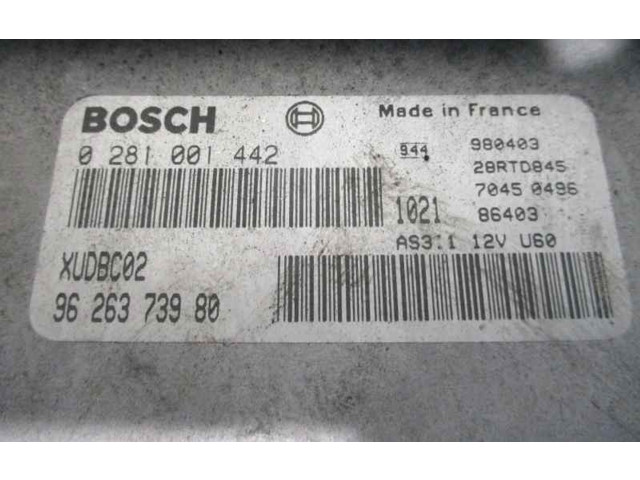 BOSCH
Made in France
0 281 001 442
944
980403
28RTD845
7045 0496
1021
86403
AS3.1 12V U60
XUDBC02
96 263 739 80